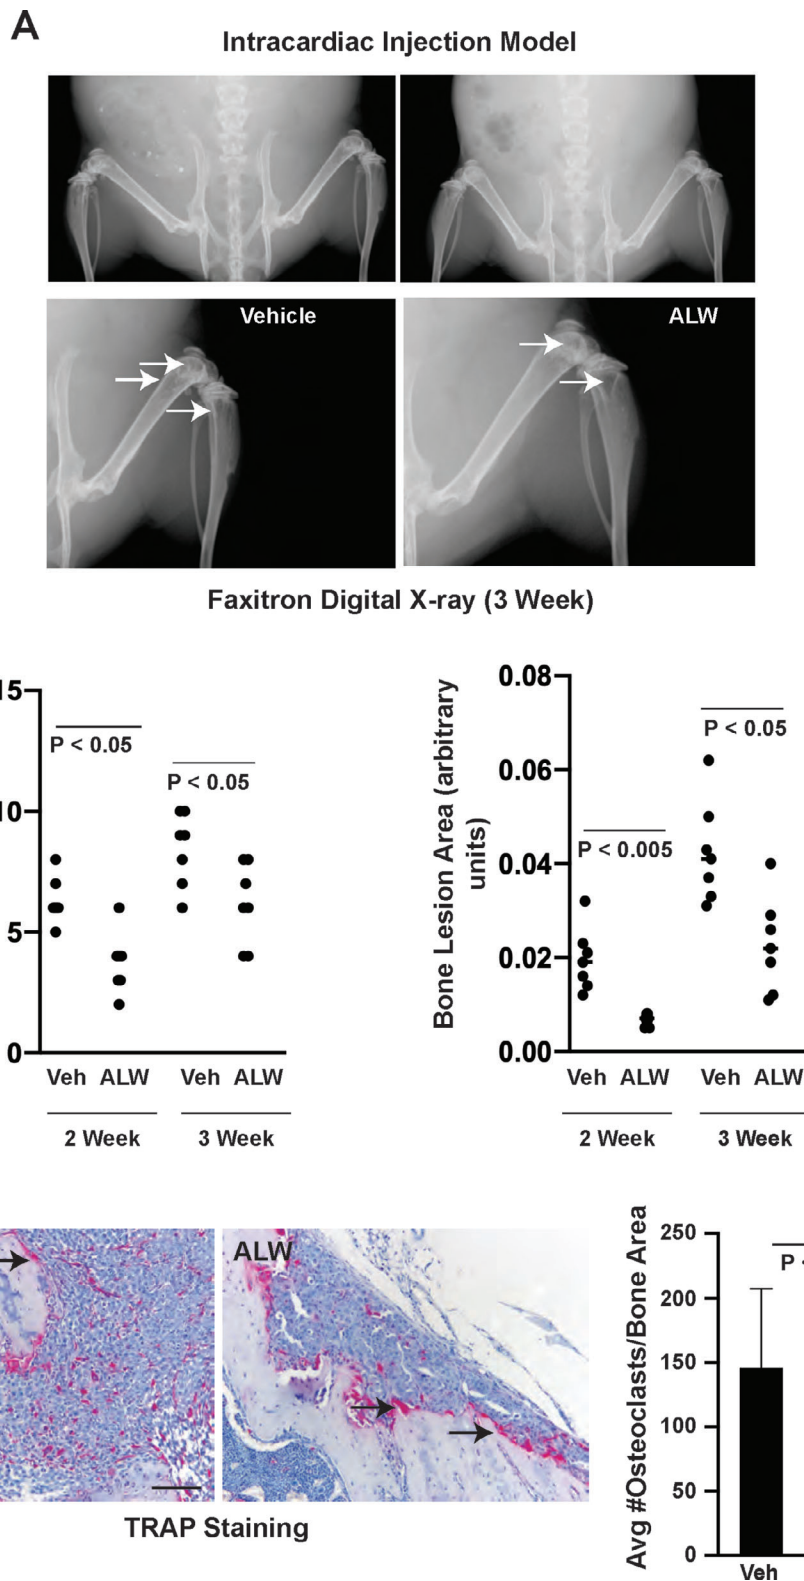 A
Intracardiac Injection Model
Vehicle
ALW
Faxitron Digital X-ray (3 Week)
15
10
5
0
P < 0.05
P < 0.05
Veh ALW
Veh ALW
2 Week
3 Week
Bone Lesion Area (arbitrary
units)
0.08
0.06
0.04
0.02
0.00
P < 0.005
P < 0.05
Veh ALW
Veh ALW
2 Week
3 Week
ALW
TRAP Staining
Avg #Osteoclasts/Bone Area
250
200
150
100
50
0
P <
Veh